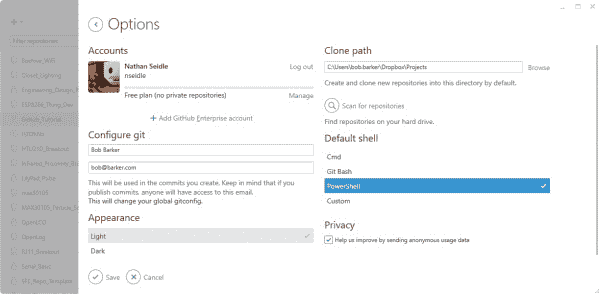 Options
Accounts
Nathan Seidle
nseidle
Log out
Free plan (no private repositories)
Manage
+ Add GitHub Enterprise account
Configure git
Bob Barker
bob@barker.com
This will be used in the commits you create. Keep in mind that if you
publish commits, anyone will have access to this email.
This will change your global gitconfig.
Appearance
Light
Dark
Save
Cancel
Clone path
C:\Users\bob.barker\Dropbox\Projects
Browse
Create and clone new repositories into this directory by default.
Scan for repositories
Find repositories on your hard drive.
Default shell
Cmd
Git Bash
PowerShell
Custom
Privacy
Help us improve by sending anonymous usage data
Filter repositories